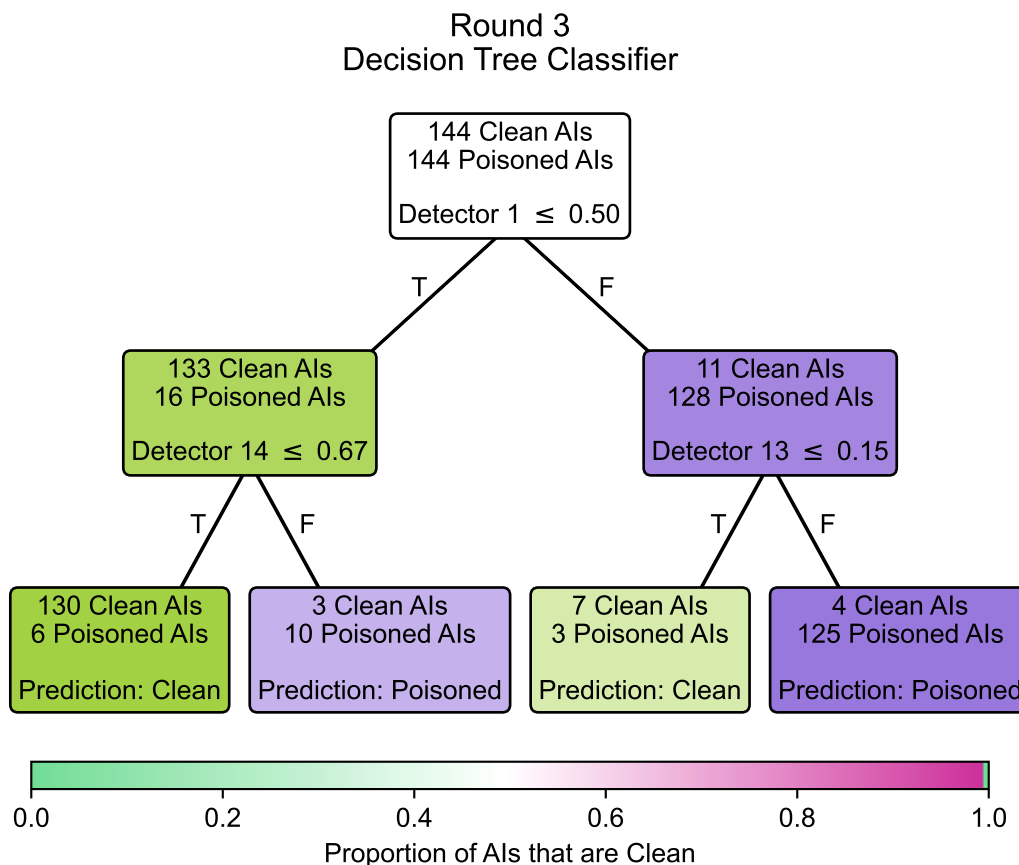 Round 3
Decision Tree Classifier
144 Clean AIs
144 Poisoned AIs
Detector 1 ≤ 0.50
T
F
133 Clean AIs
16 Poisoned AIs
Detector 14 ≤ 0.67
11 Clean AIs
128 Poisoned AIs
Detector 13 ≤ 0.15
T
F
T
F
130 Clean AIs
6 Poisoned AIs
Prediction: Clean
3 Clean AIs
10 Poisoned AIs
Prediction: Poisoned
7 Clean AIs
3 Poisoned AIs
Prediction: Clean
4 Clean AIs
125 Poisoned AIs
Prediction: Poisoned
0.0
0.2
0.4
0.6
0.8
1.0
Proportion of AIs that are Clean